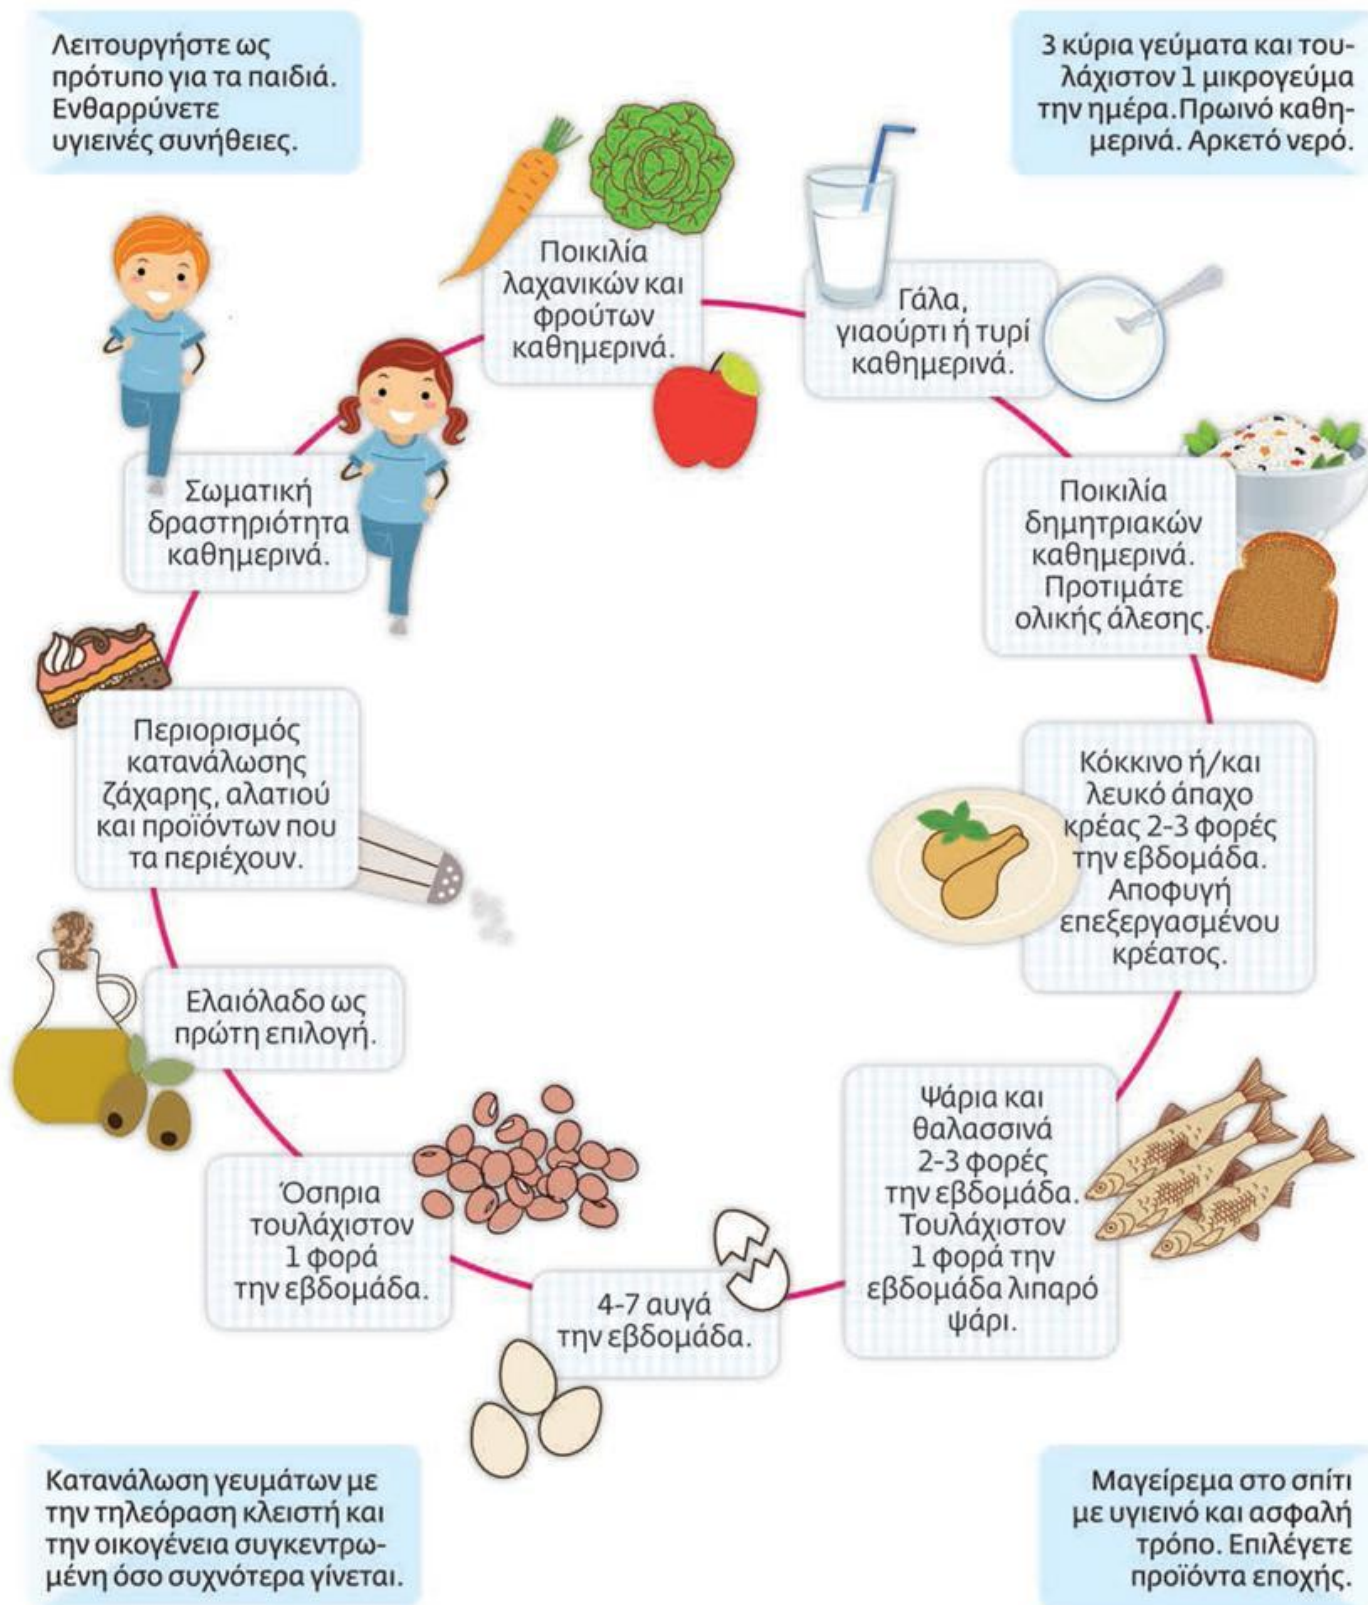 Λειτουργήστε ως
πρότυπο για τα παιδιά.
Ενθαρρύνετε
υγιεινές συνήθειες.
3 κύρια γεύματα και του-
λάχιστον 1 μικρογεύμα
την ημέρα.Πρωινό καθη-
μερινά. Αρκετό νερό.
Ποικιλία
λαχανικών και
φρούτων
καθημερινά.
Γάλα,
γιαούρτι ή τυρί
καθημερινά.
Ποικιλία
δημητριακών
καθημερινά.
Προτιμάτε
ολικής άλεσης.
Κόκκινο ή/και
λευκό άπαχο
κρέας 2-3 φορές
την εβδομάδα.
Αποφυγή
επεξεργασμένου
κρέατος.
Ψάρια και
θαλασσινά
2-3 φορές
την εβδομάδα.
Τουλάχιστον
1 φορά την
εβδομάδα λιπαρό
ψάρι.
4-7 αυγά
την εβδομάδα.
Όσπρια
τουλάχιστον
1 φορά
την εβδομάδα.
Ελαιόλαδο ως
πρώτη επιλογή.
Περιορισμός
κατανάλωσης
ζάχαρης, αλατιού
και προϊόντων που
τα περιέχουν.
Σωματική
δραστηριότητα
καθημερινά.
Κατανάλωση γευμάτων με
την τηλεόραση κλειστή και
την οικογένεια συγκεντρω-
μένη όσο συχνότερα γίνεται.
Μαγείρεμα στο σπίτι
με υγιεινό και ασφαλή
τρόπο. Επιλέγετε
προϊόντα εποχής.